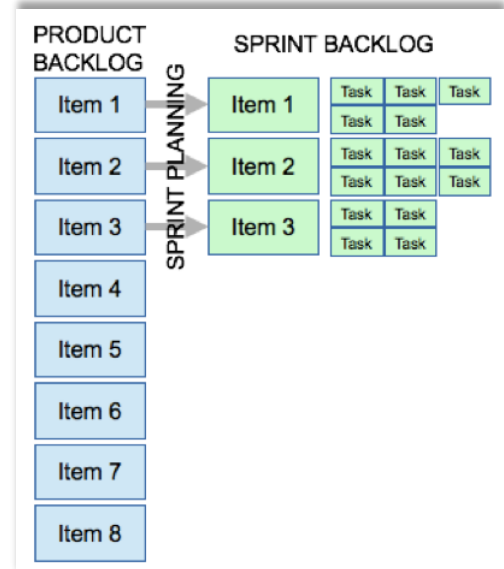 PRODUCT
BACKLOG
SPRINT PLANNING
SPRINT BACKLOG
Item 1
Item 2
Item 3
Item 4
Item 5
Item 6
Item 7
Item 8
Item 1
Task Task Task
Task Task
Item 2
Task Task Task
Task Task Task
Item 3
Task Task
Task Task